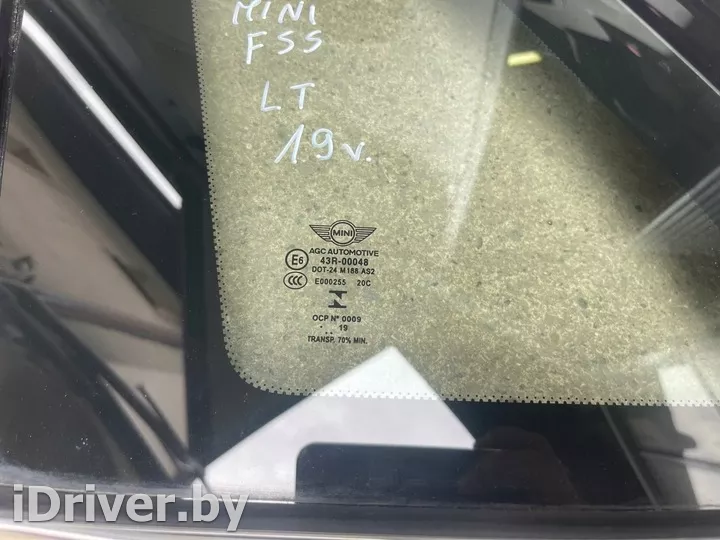 MINI
F55
LT
19v.
MINI
AGC AUTOMOTIVE
E6 43R-00048
DOT-24 M188 AS2
CCC E000255 20C
OCP N° 0009
.. 19
TRANSP. 70% MIN.
iDriver.by